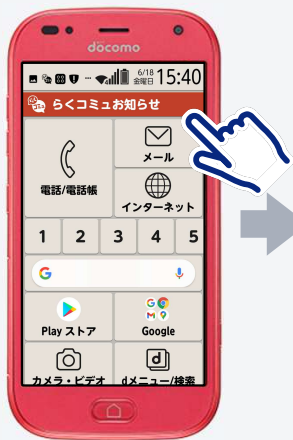 döcomo
6/18
金曜日 15:40
らくコミュお知らせ
電話/電話帳
メール
インターネット
1 2 3 4 5
G
Play ストア
Google
カメラ・ビデオ
dメニュー/検索